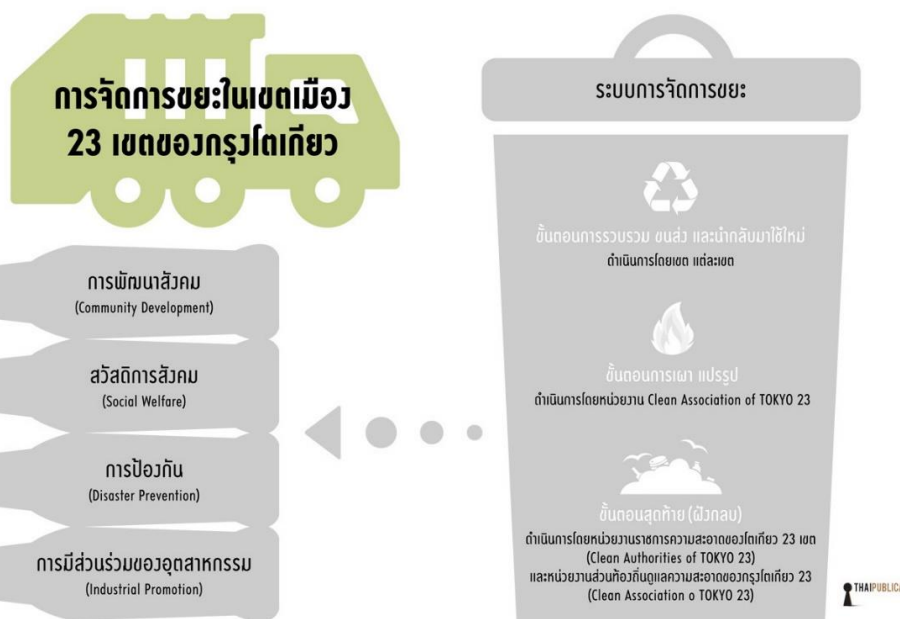 การจัดการขยะในเขตเมือง
23 เขตของกรุงโตเกียว
การพัฒนาสังคม
(Community Development)
สวัสดิการสังคม
(Social Welfare)
การป้องกัน
(Disaster Prevention)
การมีส่วนร่วมของอุตสาหกรรม
(Industrial Promotion)
ระบบการจัดการขยะ
ขั้นตอนการรวบรวม ขนส่ง และนำกลับมาใช้ใหม่
ดำเนินการโดยเขต แต่ละเขต
ขั้นตอนการเผา แปรรูป
ดำเนินการโดยหน่วยงาน Clean Association of TOKYO 23
ขั้นตอนสุดท้าย (ฝังกลบ)
ดำเนินการโดยหน่วยงานราชการความสะอาดของโตเกียว 23 เขต
(Clean Authorities of TOKYO 23)
และหน่วยงานส่วนท้องถิ่นดูแลความสะอาดของกรุงโตเกียว 23
(Clean Association o TOKYO 23)
THAIPUBLICA